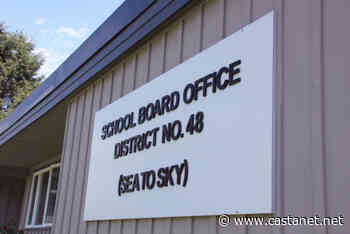 SCHOOL BOARD OFFICE
DISTRICT NO. 48
(SEA TO SKY)
© www.castanet.net